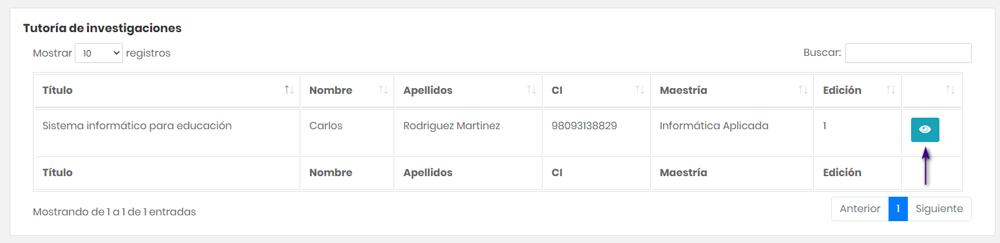 Tutoría de investigaciones
Mostrar 10 registros Buscar:
Título Nombre Apellidos CI Maestría Edición
Sistema informático para educación Carlos Rodriguez Martinez 98093138829 Informática Aplicada 1
Título Nombre Apellidos CI Maestría Edición
Mostrando de 1 a 1 de 1 entradas Anterior 1 Siguiente